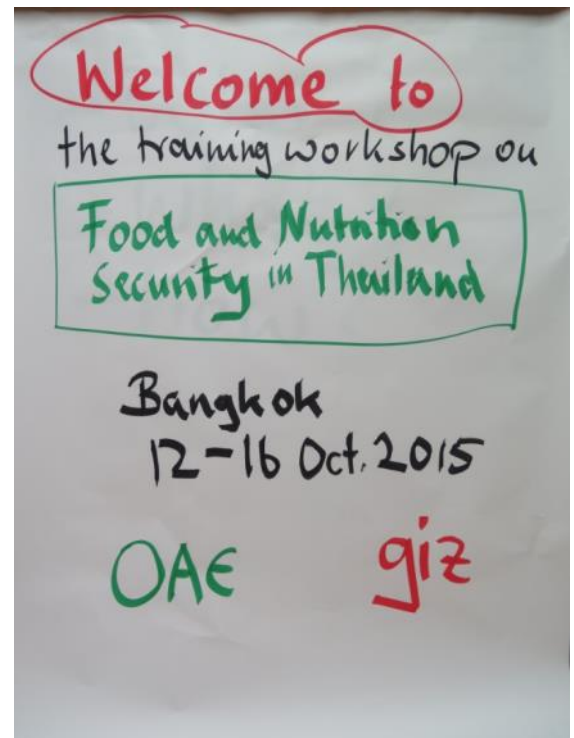 Welcome to
the training workshop on
Food and Nutrition
Security in Thailand
Bangkok
12-16 Oct. 2015
OAE giz